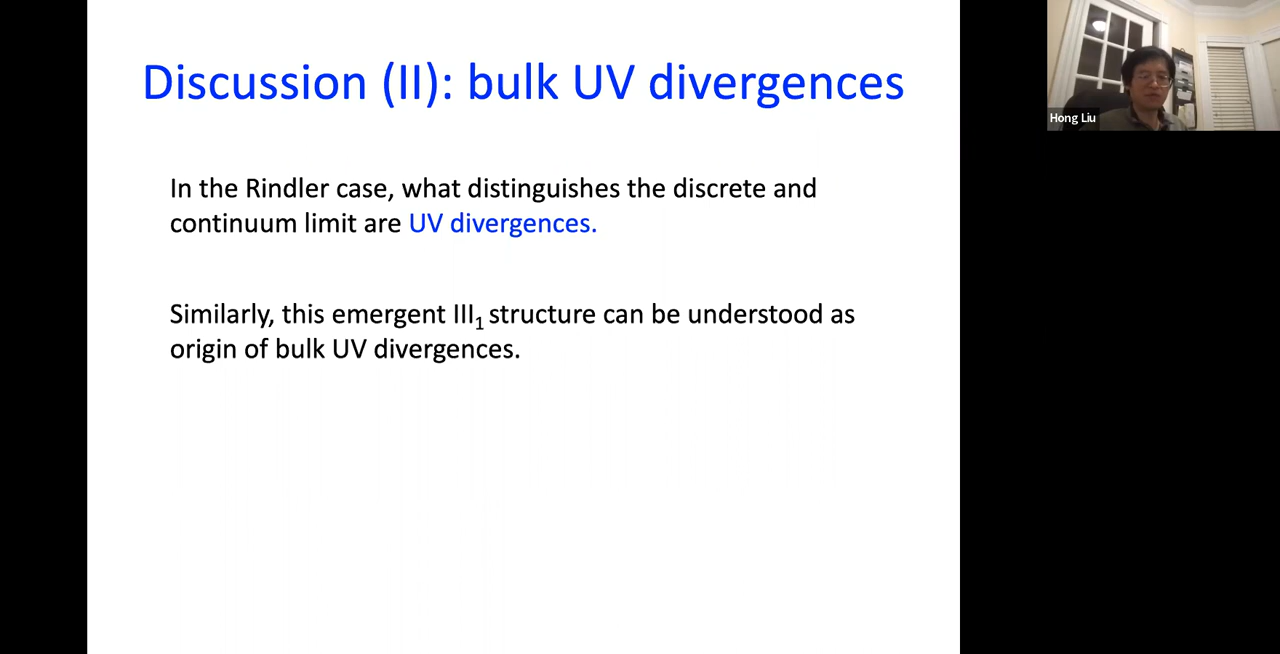 Discussion (II): bulk UV divergences
Hong Liu
In the Rindler case, what distinguishes the discrete and
continuum limit are UV divergences.
Similarly, this emergent III₁ structure can be understood as
origin of bulk UV divergences.